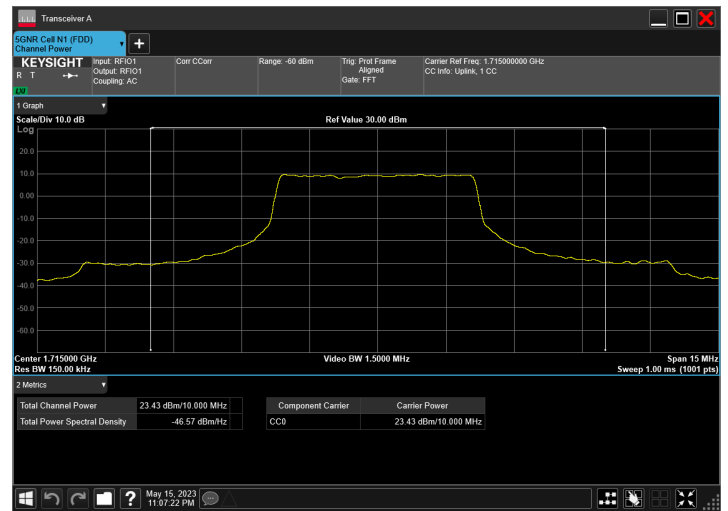 Transceiver A
5GNR Cell N1 (FDD)
Channel Power
KEYSIGHT
R T
LXI
Input: RFIO1
Output: RFIO1
Coupling: AC
Corr CCorr
Range: -60 dBm
Trig: Prot Frame
Aligned
Gate: FFT
Carrier Ref Freq: 1.715000000 GHz
CC Info: Uplink, 1 CC
1 Graph
Scale/Div 10.0 dB
Ref Value 30.00 dBm
Log
20.0
10.0
0.00
-10.0
-20.0
-30.0
-40.0
-50.0
-60.0
Center 1.715000 GHz
Video BW 1.5000 MHz
Span 15 MHz
Res BW 150.00 kHz
Sweep 1.00 ms (1001 pts)
2 Metrics
Total Channel Power 23.43 dBm/10.000 MHz
Total Power Spectral Density -46.57 dBm/Hz
Component Carrier Carrier Power
CC0 23.43 dBm/10.000 MHz
?
May 15, 2023
11:07:22 PM